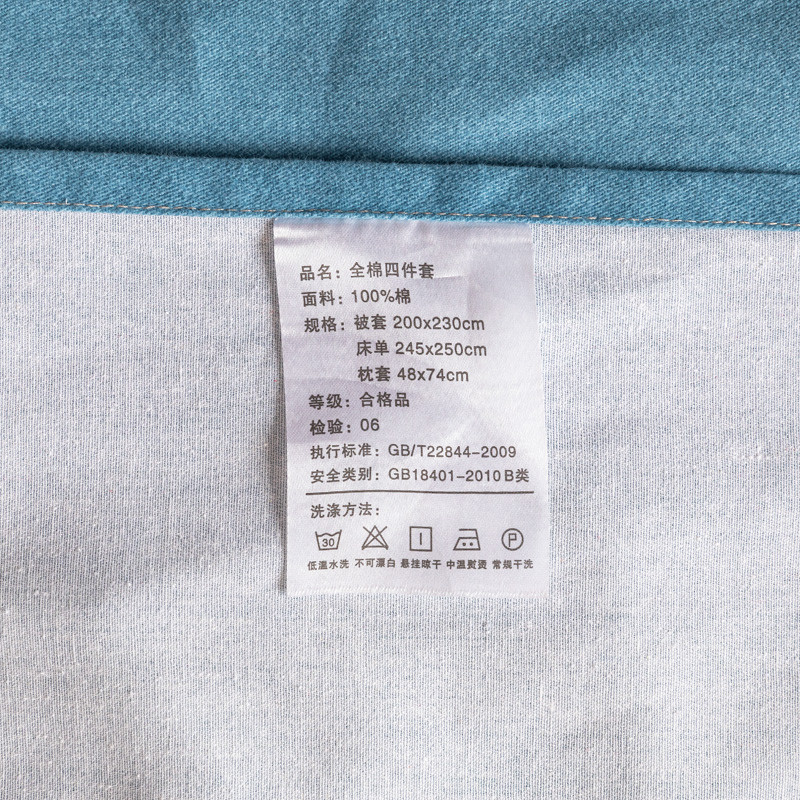 品名：全棉四件套
面料：100%棉
规格：被套 200x230cm
床单 245x250cm
枕套 48x74cm
等级：合格品
检验：06
执行标准：GB/T22844-2009
安全类别：GB18401-2010 B类
洗涤方法：
30 P
低温水洗 不可漂白 悬挂晾干 中温熨烫 常规干洗